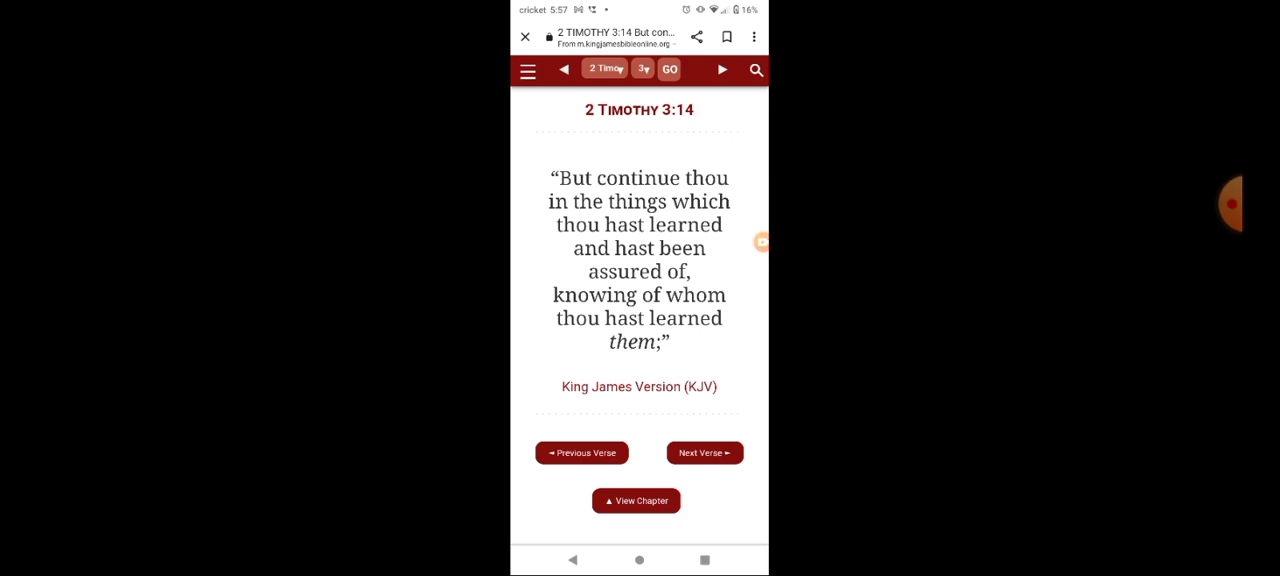 cricket 5:57 16%
2 TIMOTHY 3:14 But con...
From m.kingjamesbibleonline.org
2 Timo 3 GO
2 TIMOTHY 3:14
“But continue thou
in the things which
thou hast learned
and hast been
assured of,
knowing of whom
thou hast learned
them;”
King James Version (KJV)
◄ Previous Verse Next Verse ►
▲ View Chapter